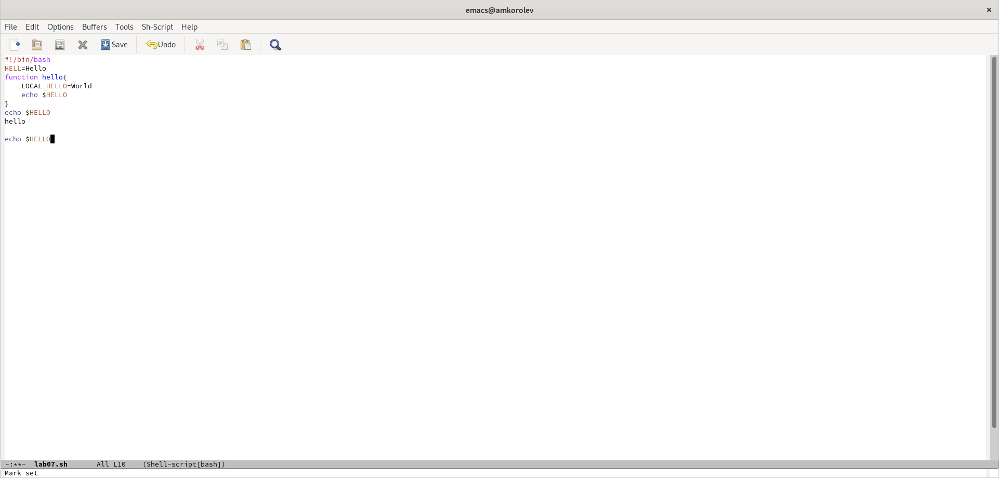 emacs@amkorolev ×
File Edit Options Buffers Tools Sh-Script Help
Save Undo
#!/bin/bash
HELL=Hello
function hello{
    LOCAL HELLO=World
    echo $HELLO
}
echo $HELLO
hello

echo $HELLO
-:**-  lab07.sh       All L10    (Shell-script[bash])
Mark set